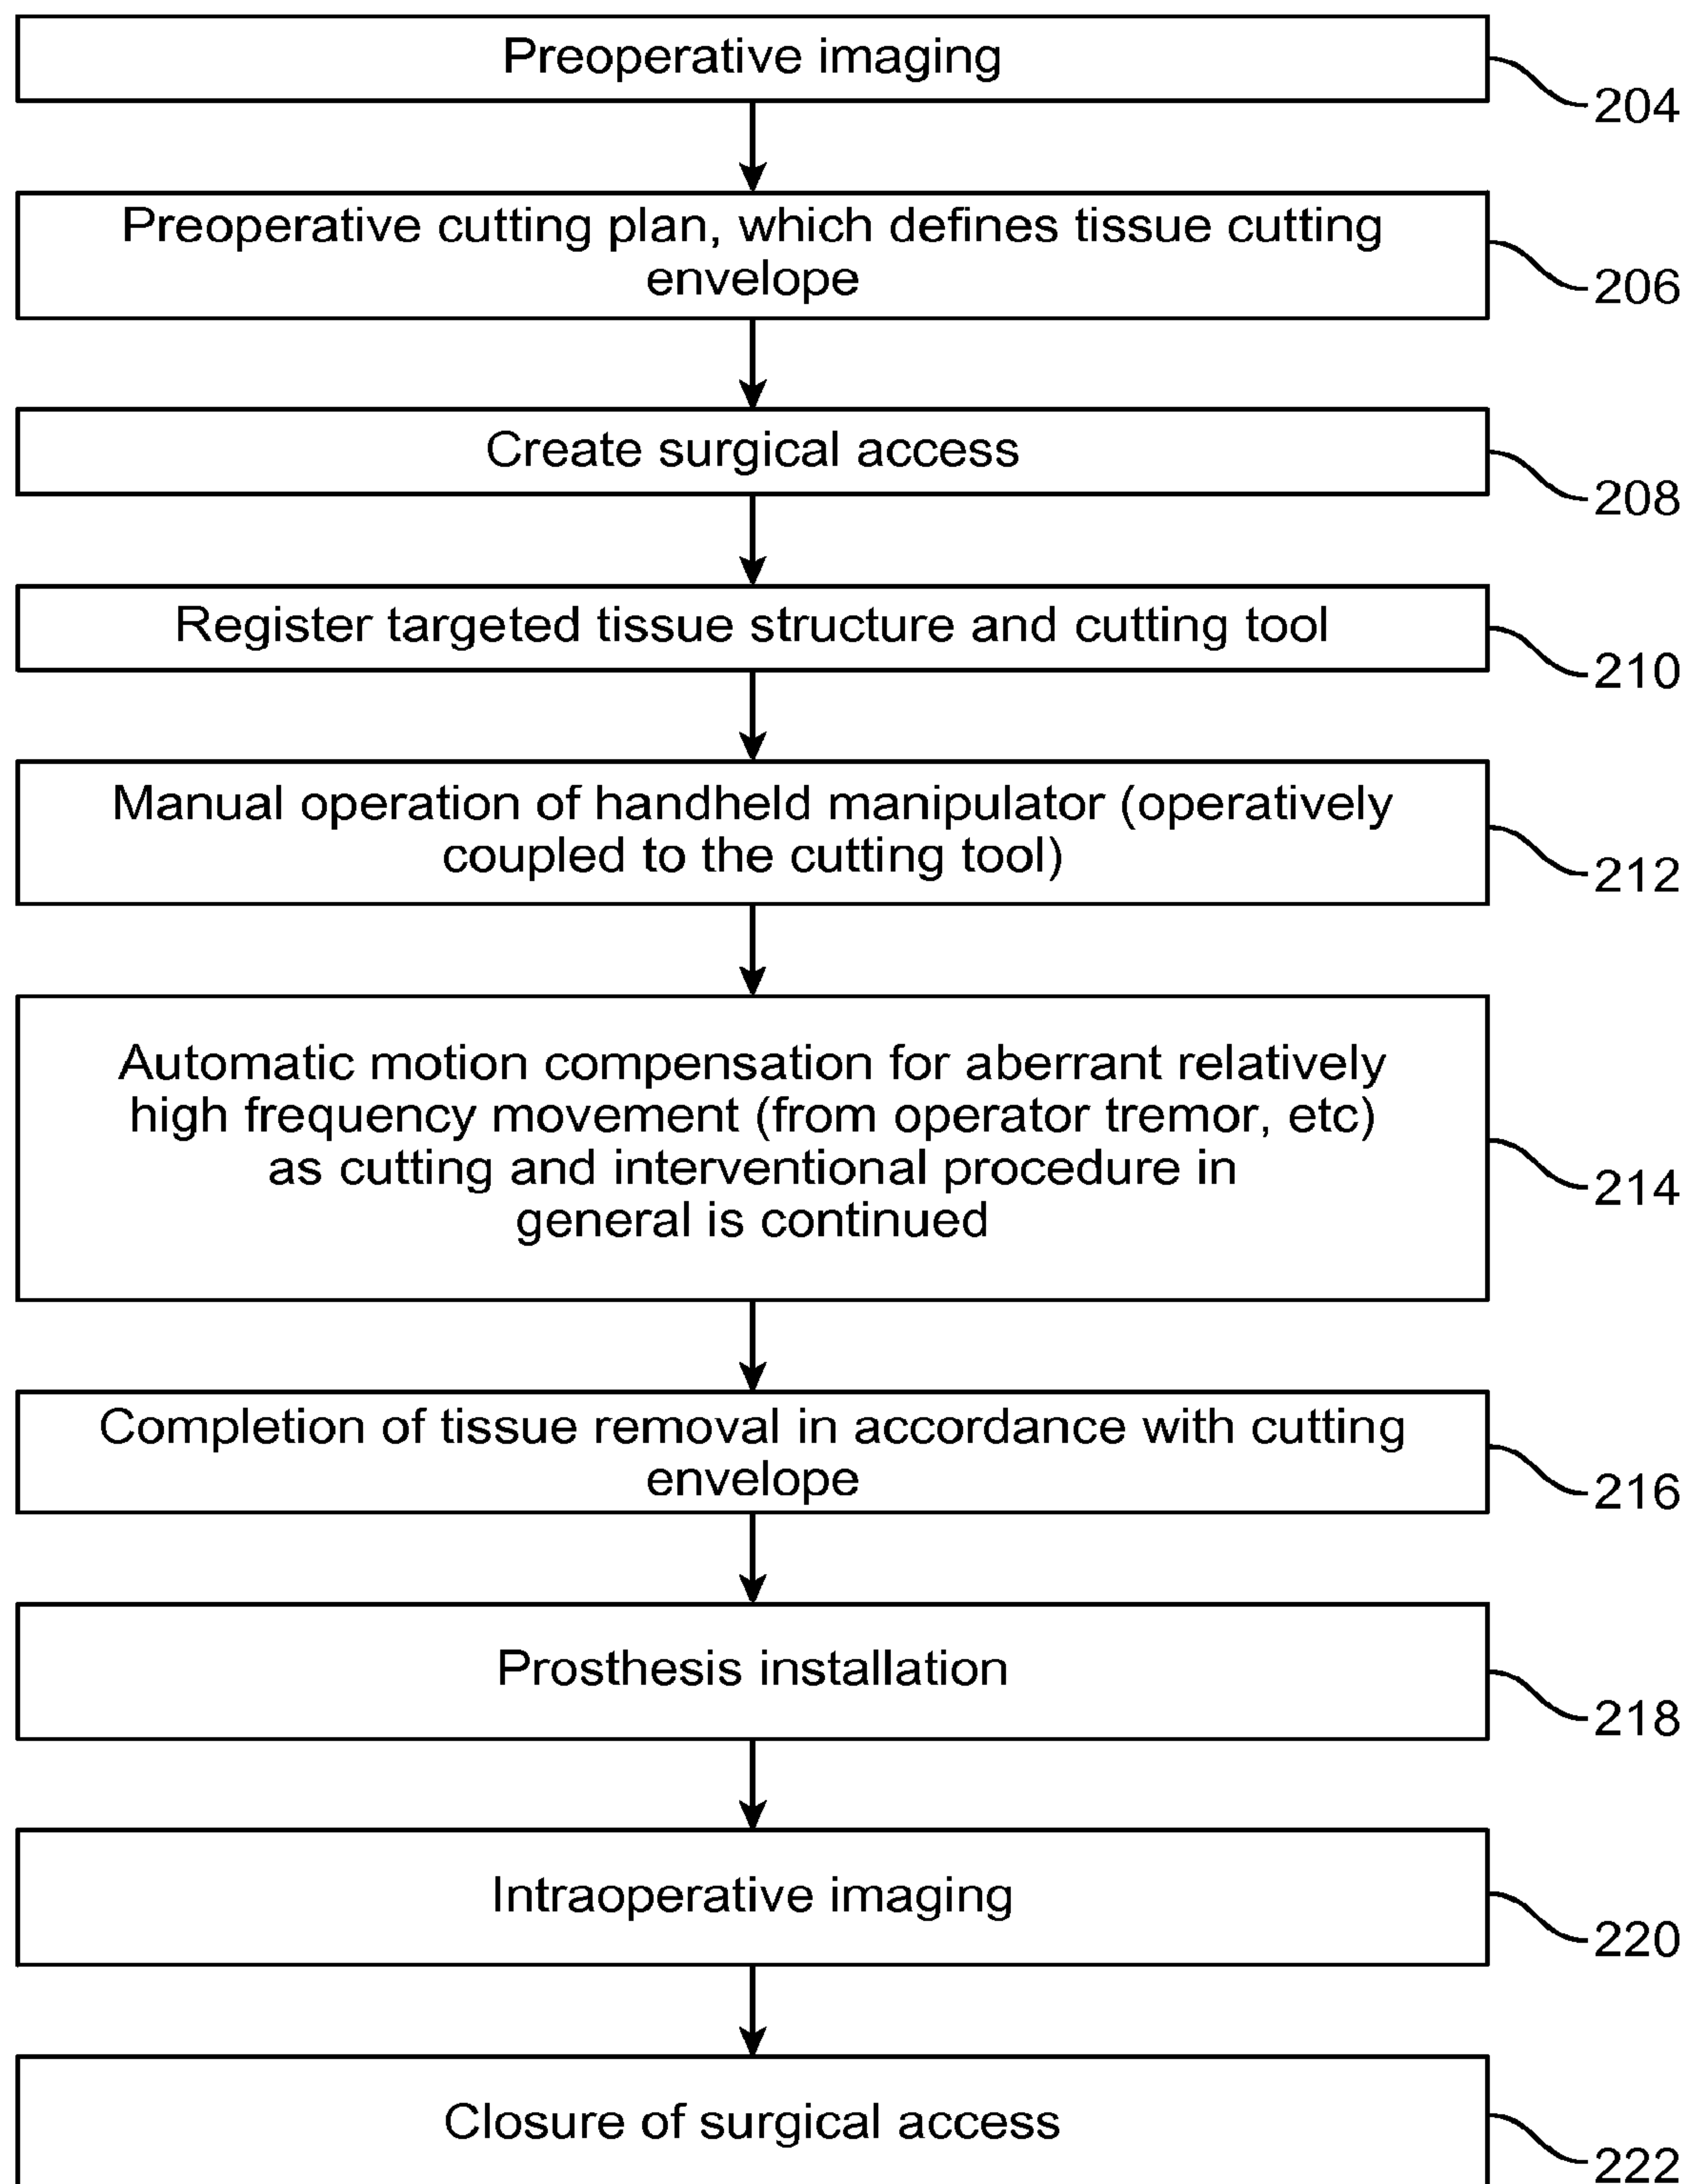 Preoperative imaging
204
Preoperative cutting plan, which defines tissue cutting
envelope
206
Create surgical access
208
Register targeted tissue structure and cutting tool
210
Manual operation of handheld manipulator (operatively
coupled to the cutting tool)
212
Automatic motion compensation for aberrant relatively
high frequency movement (from operator tremor, etc)
as cutting and interventional procedure in
general is continued
214
Completion of tissue removal in accordance with cutting
envelope
216
Prosthesis installation
218
Intraoperative imaging
220
Closure of surgical access
222